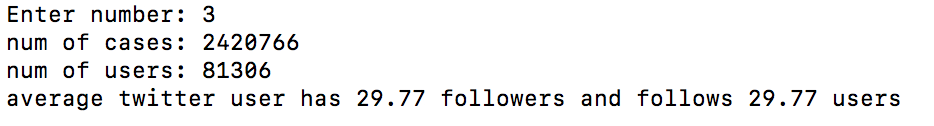 Enter number: 3
num of cases: 2420766
num of users: 81306
average twitter user has 29.77 followers and follows 29.77 users